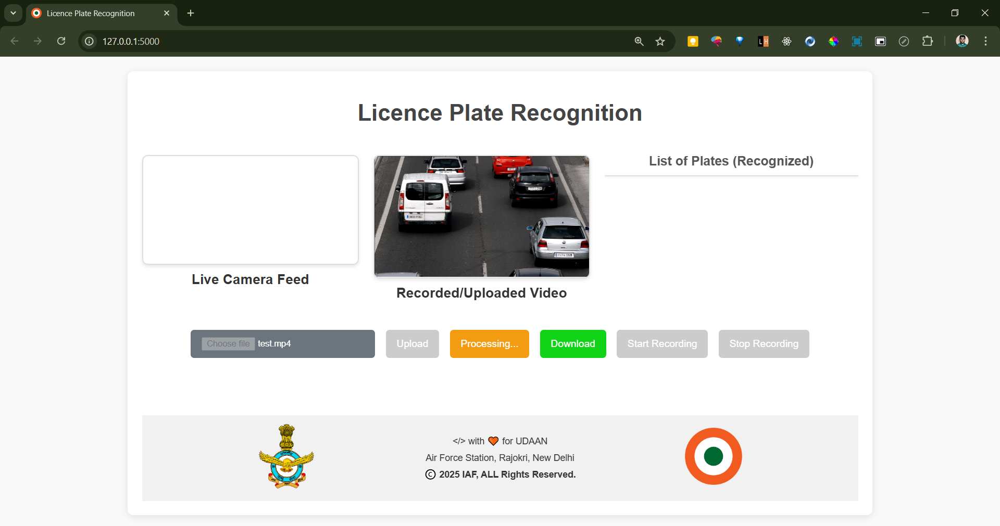 Licence Plate Recognition
127.0.0.1:5000
LH
Licence Plate Recognition
Live Camera Feed
Recorded/Uploaded Video
List of Plates (Recognized)
Choose file test.mp4
Upload
Processing...
Download
Start Recording
Stop Recording
</> with 🧡 for UDAAN
Air Force Station, Rajokri, New Delhi
© 2025 IAF, ALL Rights Reserved.